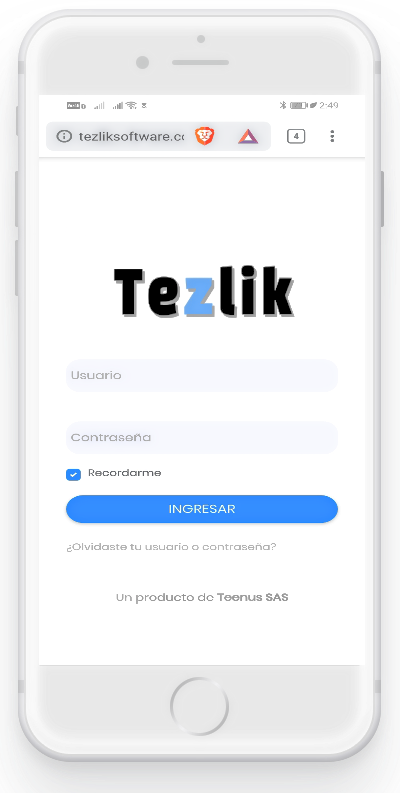 2:49
tezliksoftware.co
4
Tezlik
Usuario
Contraseña
Recordarme
INGRESAR
¿Olvidaste tu usuario o contraseña?
Un producto de Teenus SAS